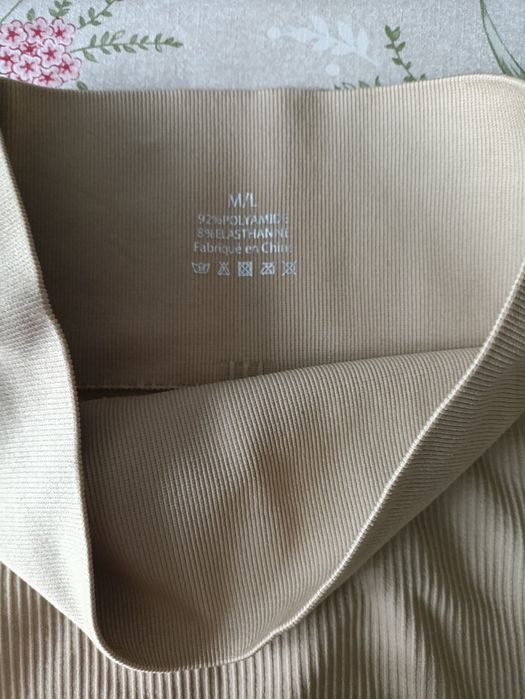 M/L
92%POLYAMIDE
8%ELASTHANNE
Fabriqué en Chine